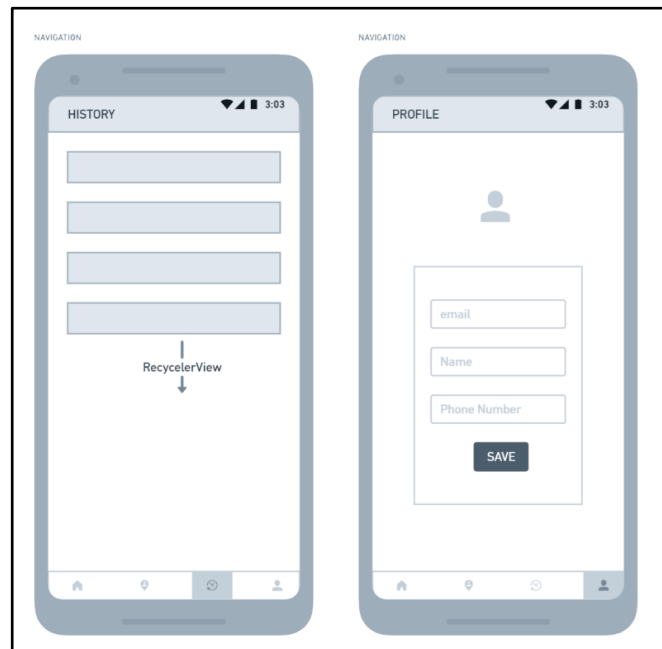 NAVIGATION
HISTORY
3:03
RecycelerView
NAVIGATION
PROFILE
3:03
email
Name
Phone Number
SAVE